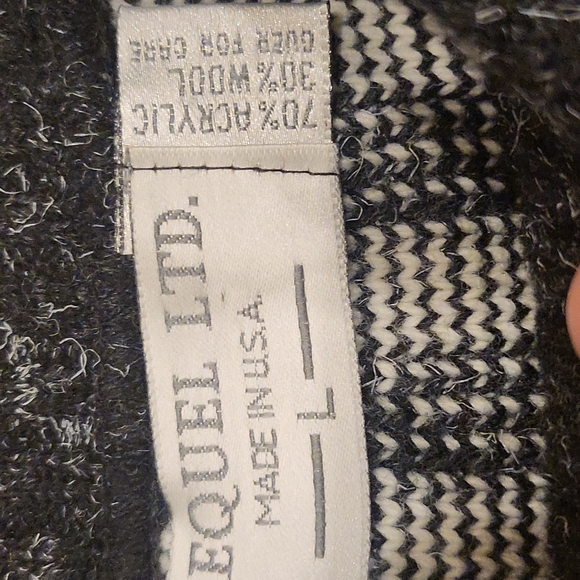 EQUEL LTD.
MADE IN U.S.A.
L
70% ACRYLIC
30% WOOL
OVER FOR CARE